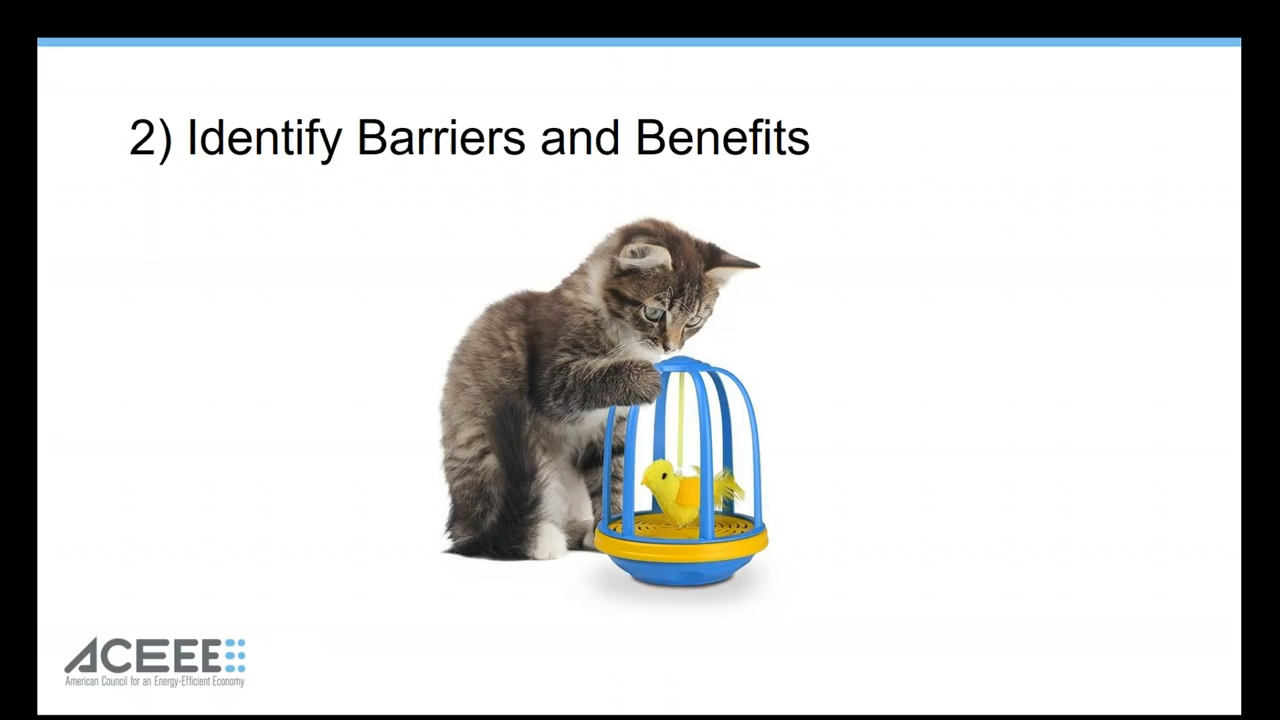 2) Identify Barriers and Benefits
ACEEE
American Council for an Energy-Efficient Economy